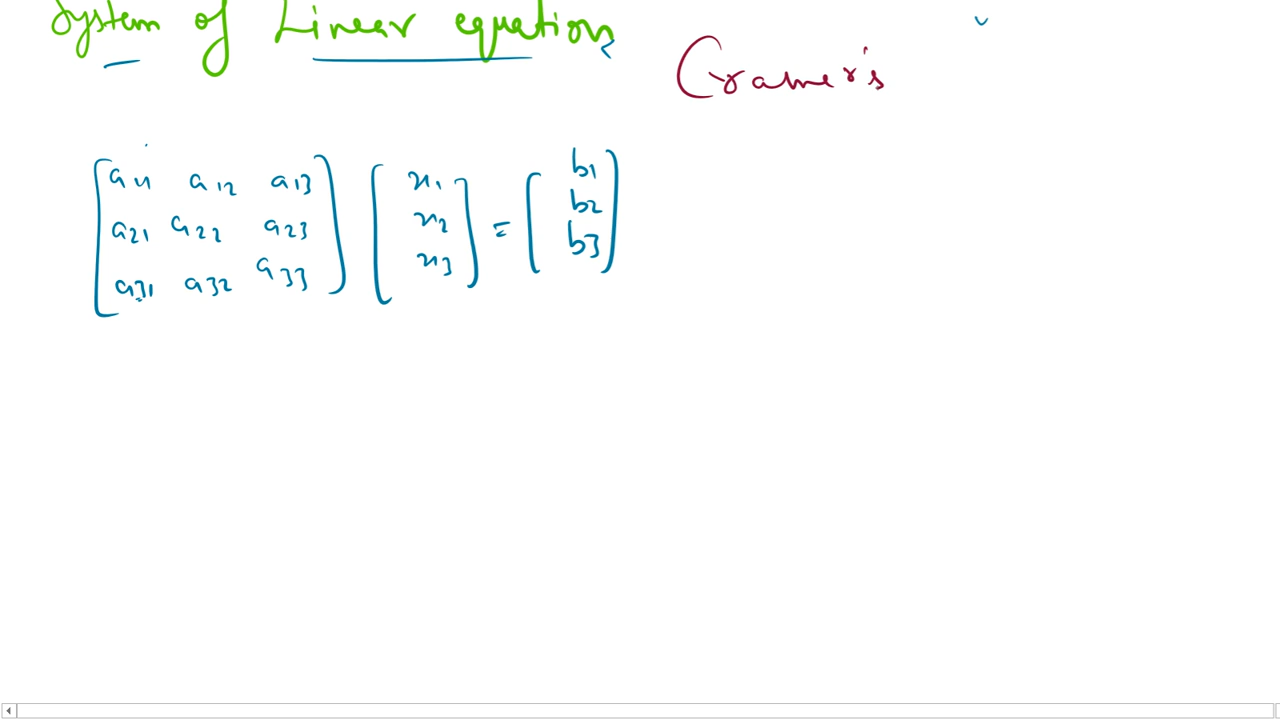 System of Linear equation
Cramer's
a11 a12 a13 x1 b1
a21 a22 a23 x2 = b2
a31 a32 a33 x3 b3